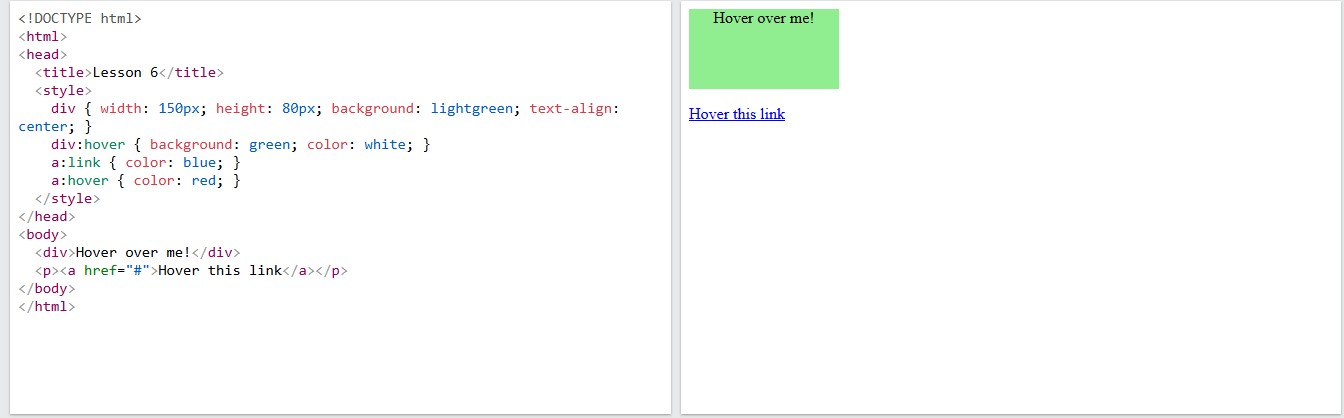 <!DOCTYPE html>
<html>
<head>
  <title>Lesson 6</title>
  <style>
    div { width: 150px; height: 80px; background: lightgreen; text-align:
center; }
    div:hover { background: green; color: white; }
    a:link { color: blue; }
    a:hover { color: red; }
  </style>
</head>
<body>
  <div>Hover over me!</div>
  <p><a href="#">Hover this link</a></p>
</body>
</html>
Hover over me!
Hover this link